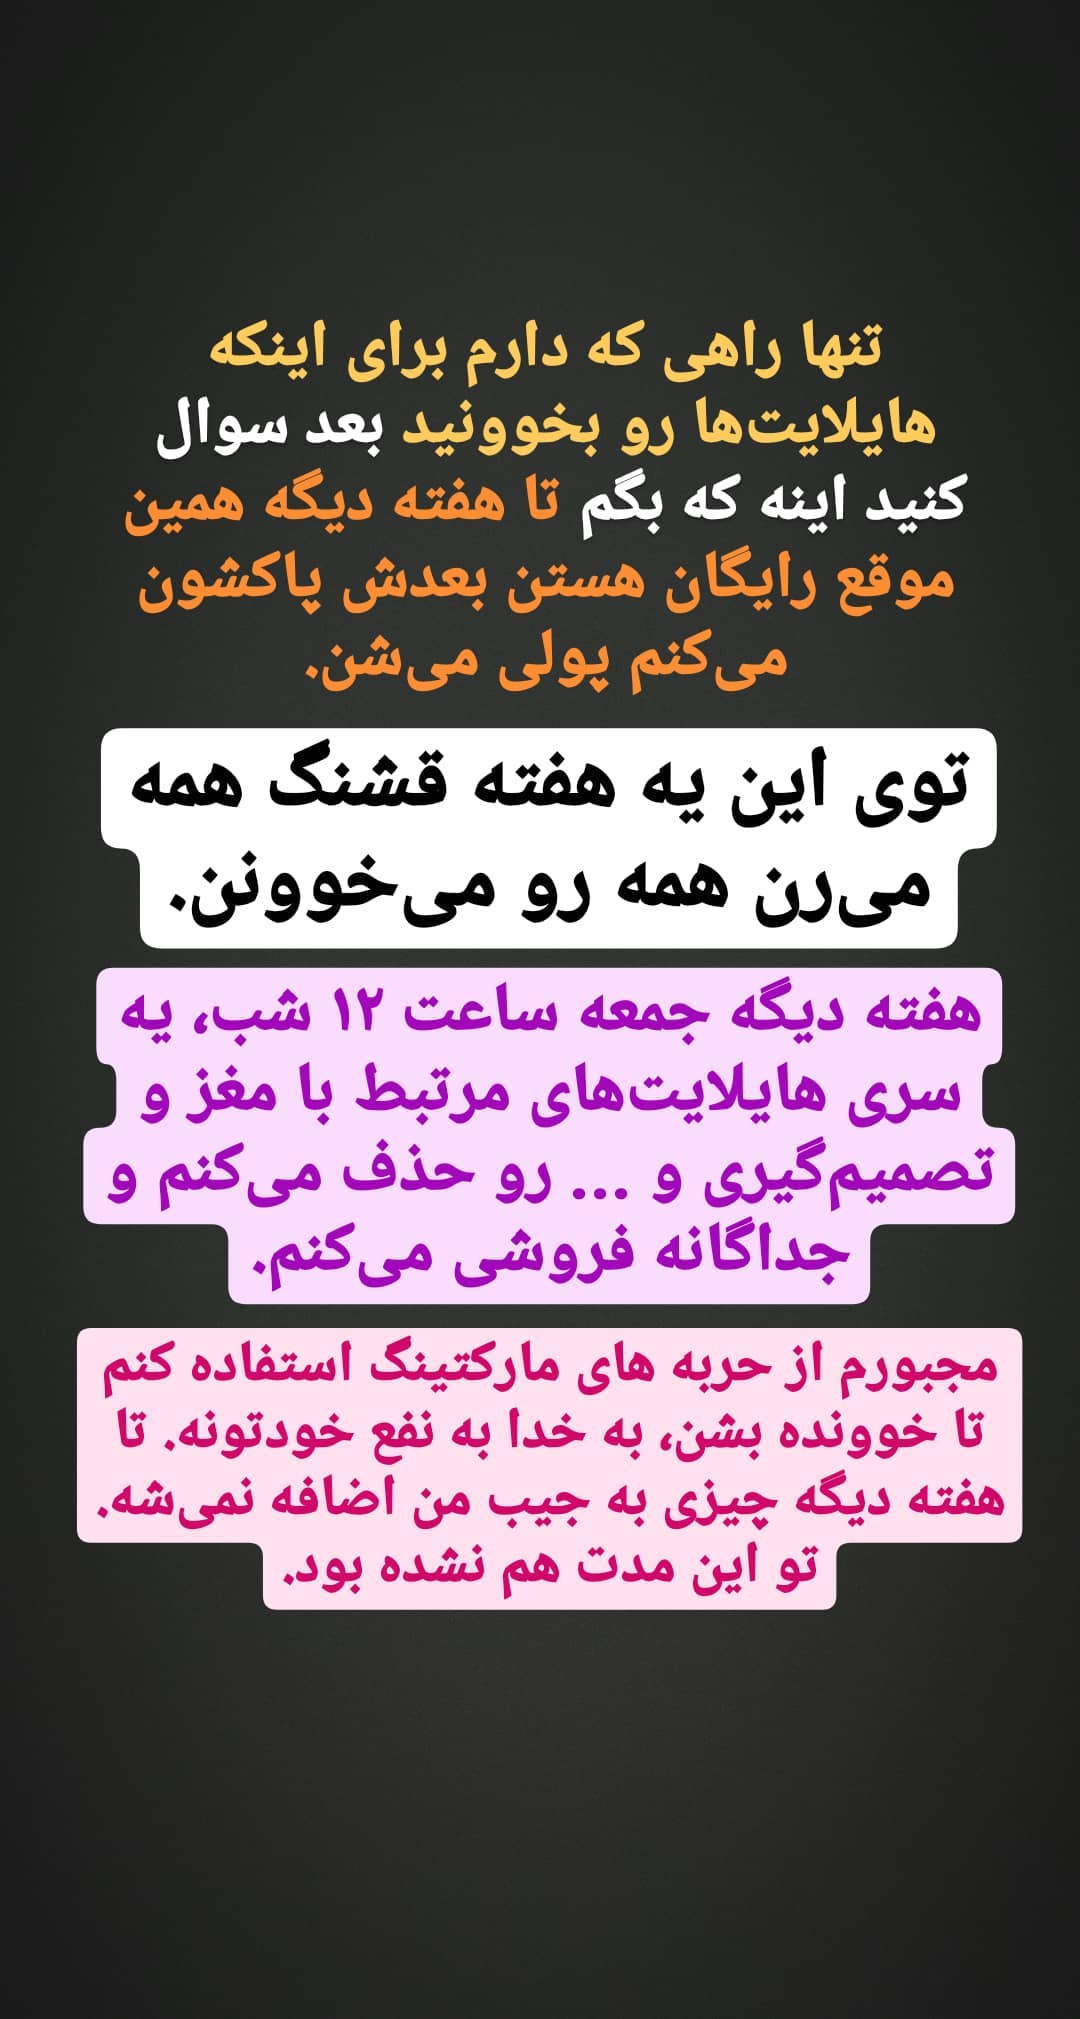 تنها راهی که دارم برای اینکه
هایلایت‌ها رو بخوونید بعد سوال
کنید اینه که بگم تا هفته دیگه همین
موقع رایگان هستن بعدش پاکشون
می‌کنم پولی می‌شن.
توی این یه هفته قشنگ همه
می‌رن همه رو می‌خوونن.
هفته دیگه جمعه ساعت ۱۲ شب، یه
سری هایلایت‌های مرتبط با مغز و
تصمیم‌گیری و ... رو حذف می‌کنم و
جداگانه فروشی می‌کنم.
مجبورم از حربه های مارکتینگ استفاده کنم
تا خوونده بشن، به خدا به نفع خودتونه. تا
هفته دیگه چیزی به جیب من اضافه نمی‌شه.
تو این مدت هم نشده بود.